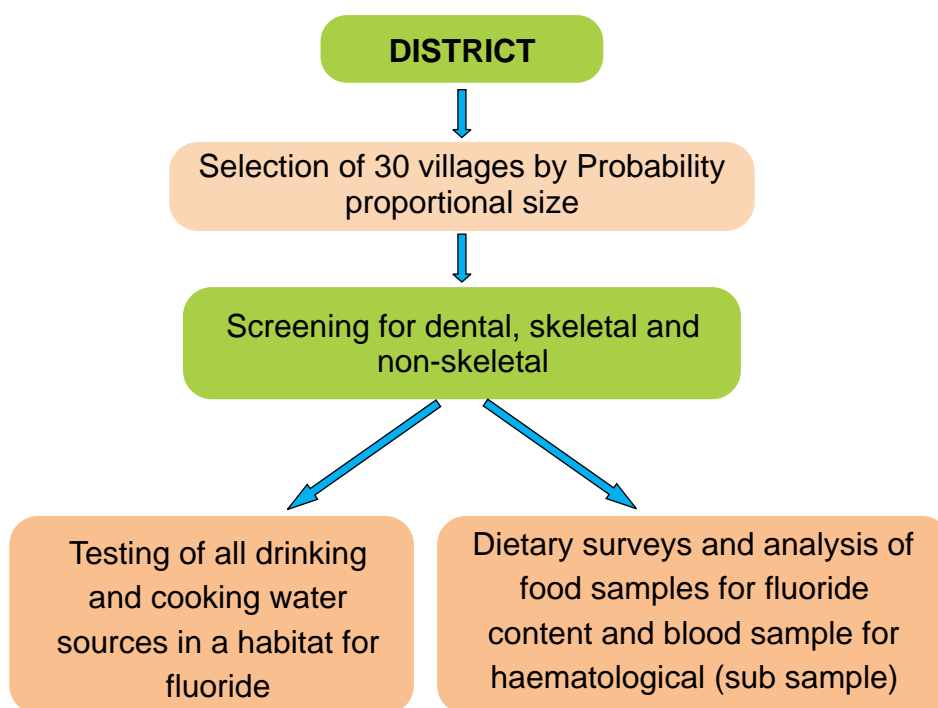 DISTRICT
Selection of 30 villages by Probability
proportional size
Screening for dental, skeletal and
non-skeletal
Testing of all drinking
and cooking water
sources in a habitat for
fluoride
Dietary surveys and analysis of
food samples for fluoride
content and blood sample for
haematological (sub sample)